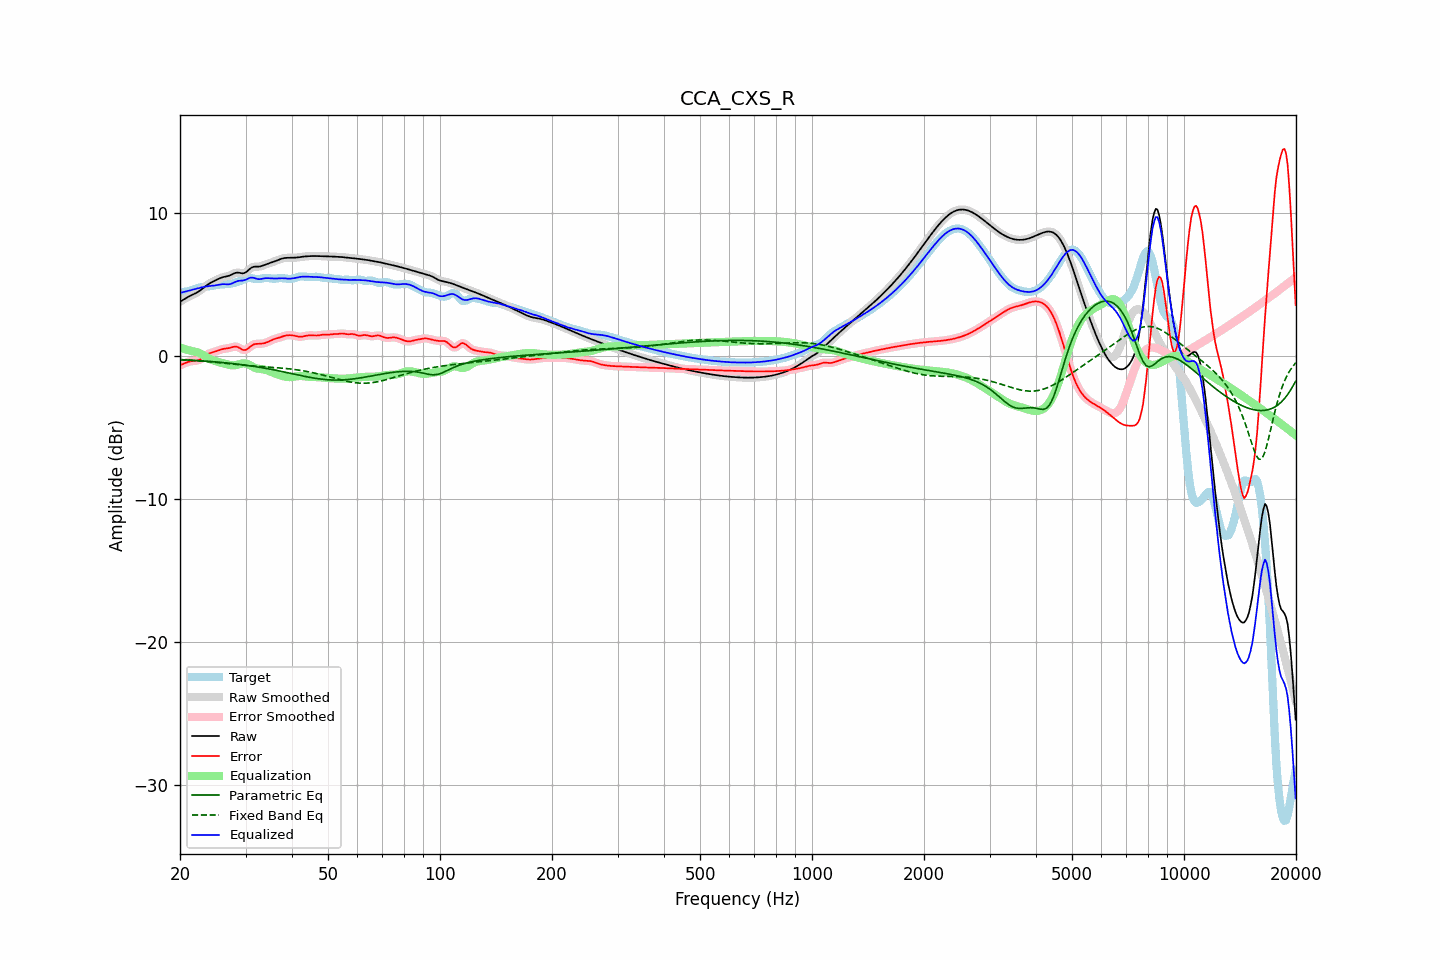 CCA_CXS_R
Amplitude (dBr)
10
0
−10
−20
−30
Target
Raw Smoothed
Error Smoothed
Raw
Error
Equalization
Parametric Eq
Fixed Band Eq
Equalized
20 50 100 200 500 1000 2000 5000 10000 20000
Frequency (Hz)